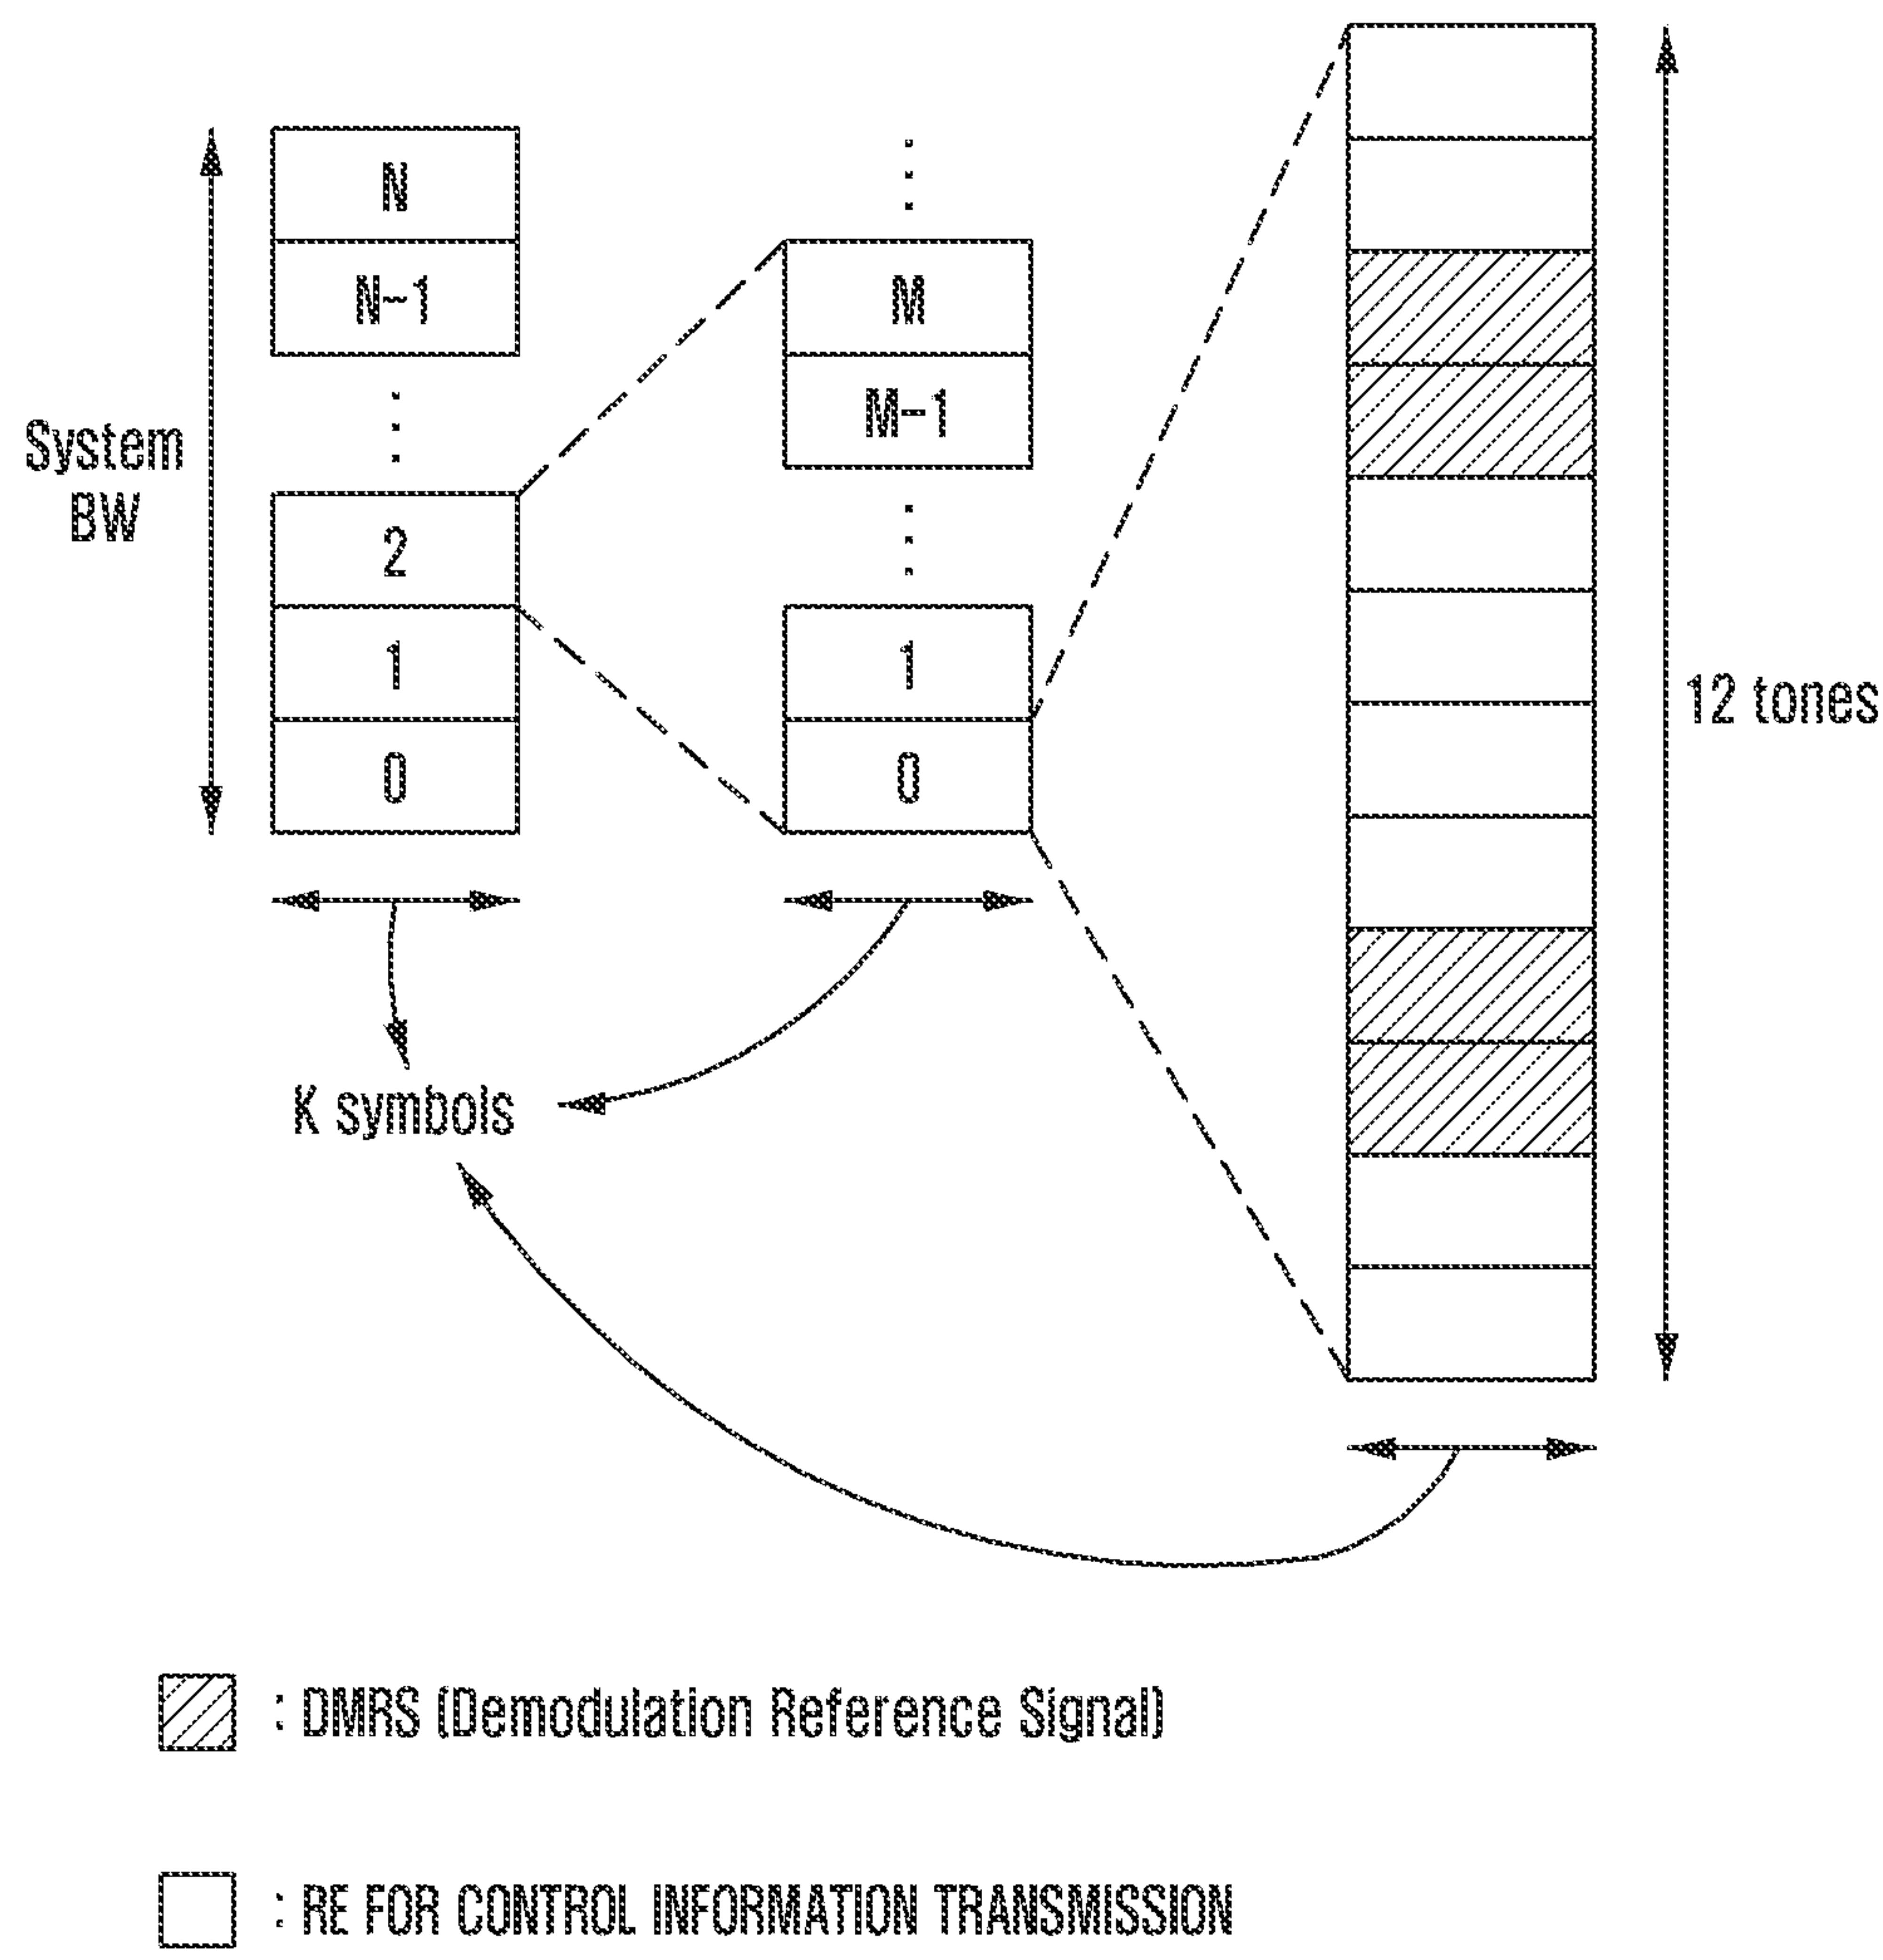 System
BW
N
N-1
2
1
0
M
M-1
1
0
12 tones
K symbols
: DMRS (Demodulation Reference Signal)
: RE FOR CONTROL INFORMATION TRANSMISSION